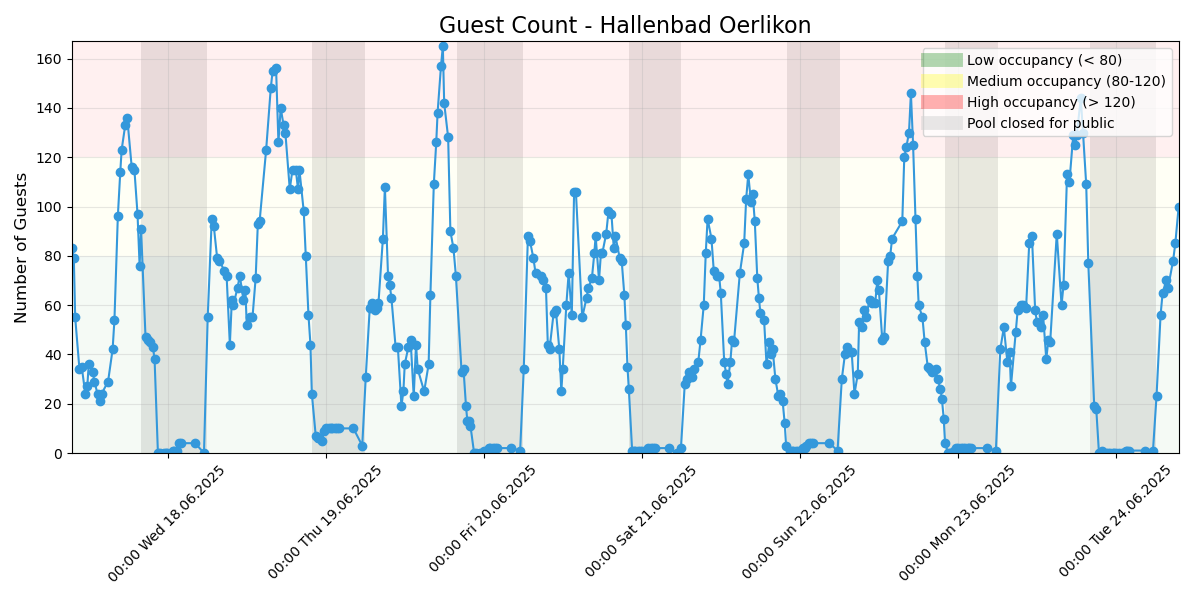 Guest Count - Hallenbad Oerlikon
Number of Guests
160
140
120
100
80
60
40
20
0
Low occupancy (< 80)
Medium occupancy (80-120)
High occupancy (> 120)
Pool closed for public
00:00 Wed 18.06.2025
00:00 Thu 19.06.2025
00:00 Fri 20.06.2025
00:00 Sat 21.06.2025
00:00 Sun 22.06.2025
00:00 Mon 23.06.2025
00:00 Tue 24.06.2025